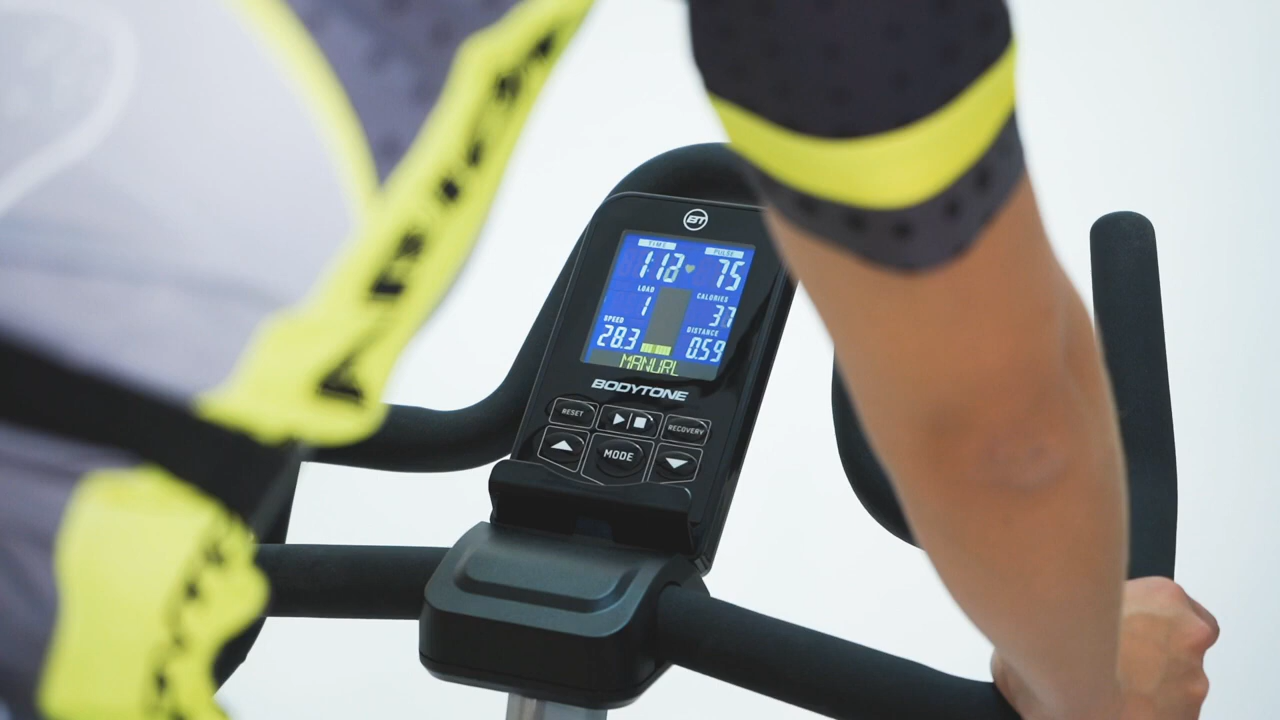 BT
TIME PULSE
1:12 75
LOAD CALORIES
1 37
SPEED DISTANCE
28.3 0.59
MANUAL
BODYTONE
RESET RECOVERY
MODE